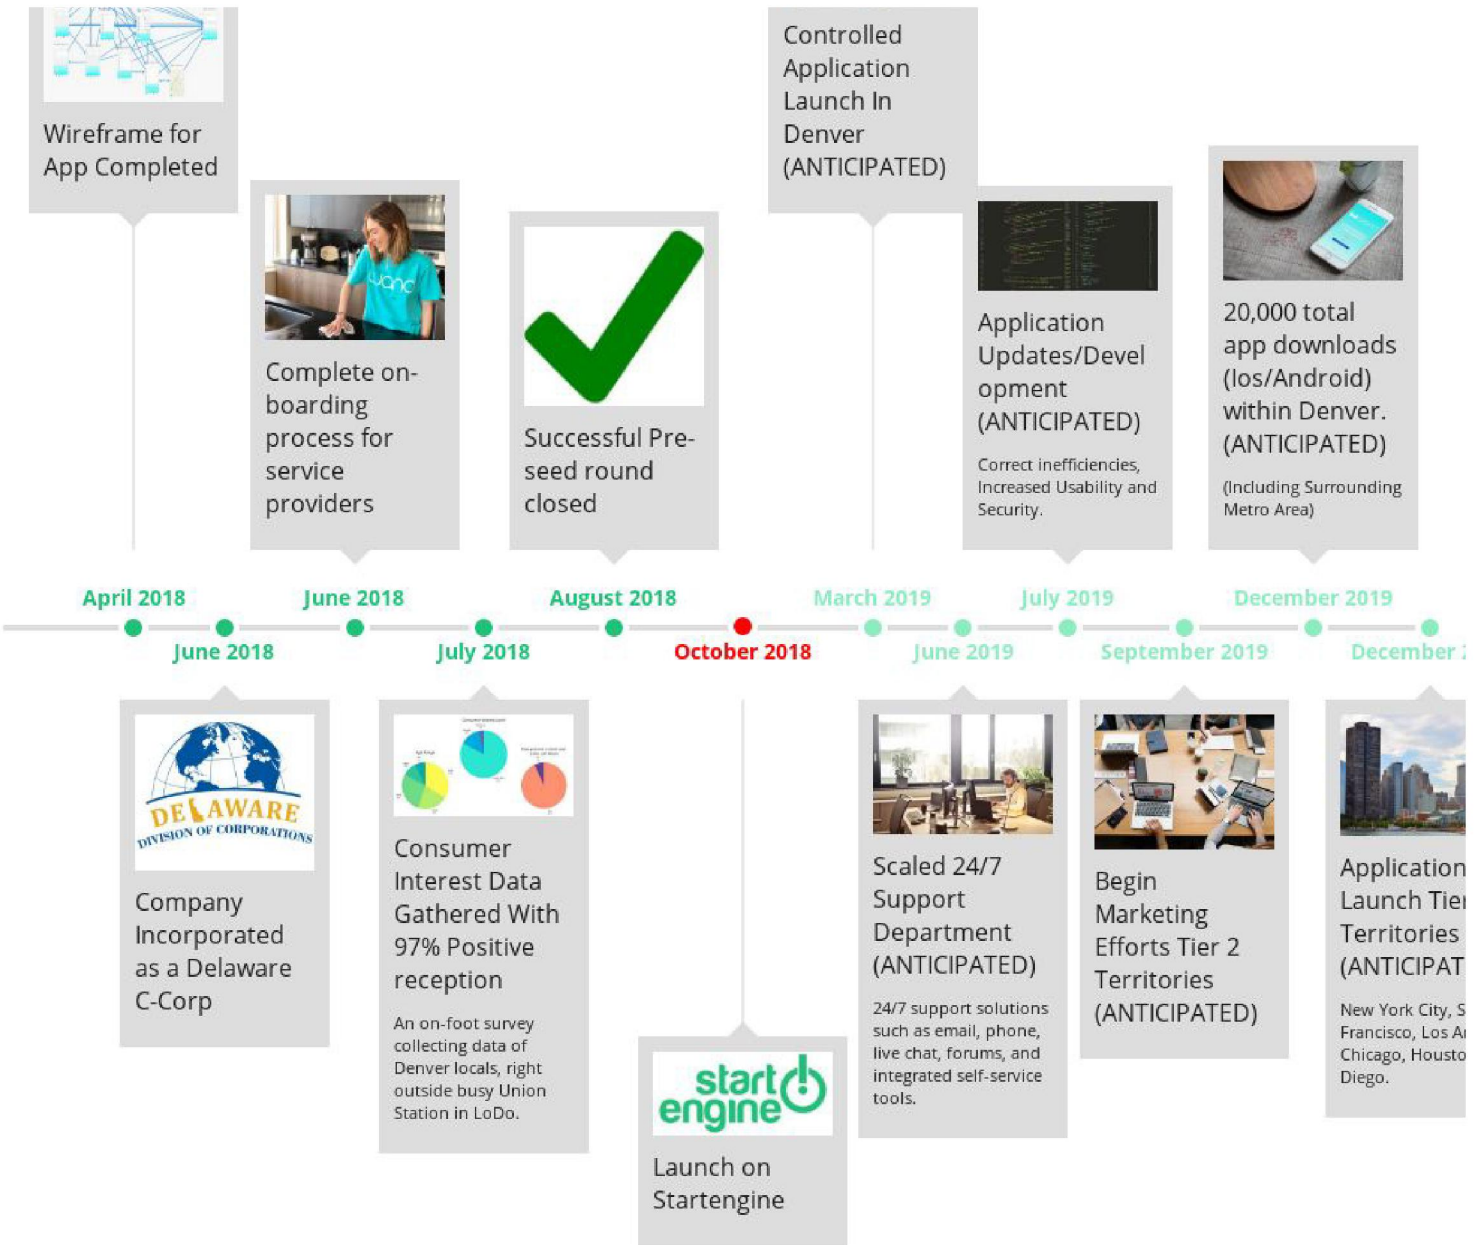 Wireframe for
App Completed
Complete on-
boarding
process for
service
providers
Successful Pre-
seed round
closed
Controlled
Application
Launch In
Denver
(ANTICIPATED)
Application
Updates/Devel
opment
(ANTICIPATED)
Correct inefficiencies,
Increased Usability and
Security.
20,000 total
app downloads
(Ios/Android)
within Denver.
(ANTICIPATED)
(Including Surrounding
Metro Area)
April 2018
June 2018
August 2018
March 2019
July 2019
December 2019
June 2018
July 2018
October 2018
June 2019
September 2019
December
DELAWARE
DIVISION OF CORPORATIONS
Company
Incorporated
as a Delaware
C-Corp
Consumer
Interest Data
Gathered With
97% Positive
reception
An on-foot survey
collecting data of
Denver locals, right
outside busy Union
Station in LoDo.
start
engine
Launch on
Startengine
Scaled 24/7
Support
Department
(ANTICIPATED)
24/7 support solutions
such as email, phone,
live chat, forums, and
integrated self-service
tools.
Begin
Marketing
Efforts Tier 2
Territories
(ANTICIPATED)
Application
Launch Tier
Territories
(ANTICIPAT
New York City, S
Francisco, Los A
Chicago, Housto
Diego.